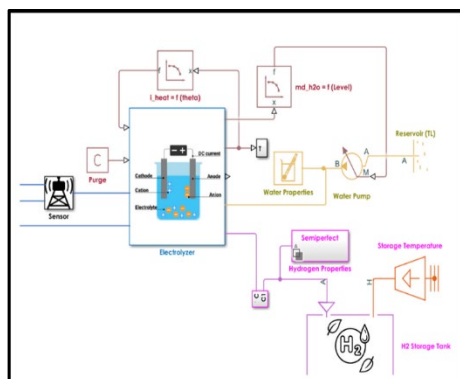 f
x
i_heat = f (theta)
f
x
md_h2o = f (Level)
C
Purge
Sensor
DC current
Cathode
Anode
Cation
Anion
Electrolyte
Electrolyzer
T
Water Properties
B
A
M
Water Pump
Reservoir (TL)
A
Semiperfect
Hydrogen Properties
A
H
Storage Temperature
H2
H2 Storage Tank